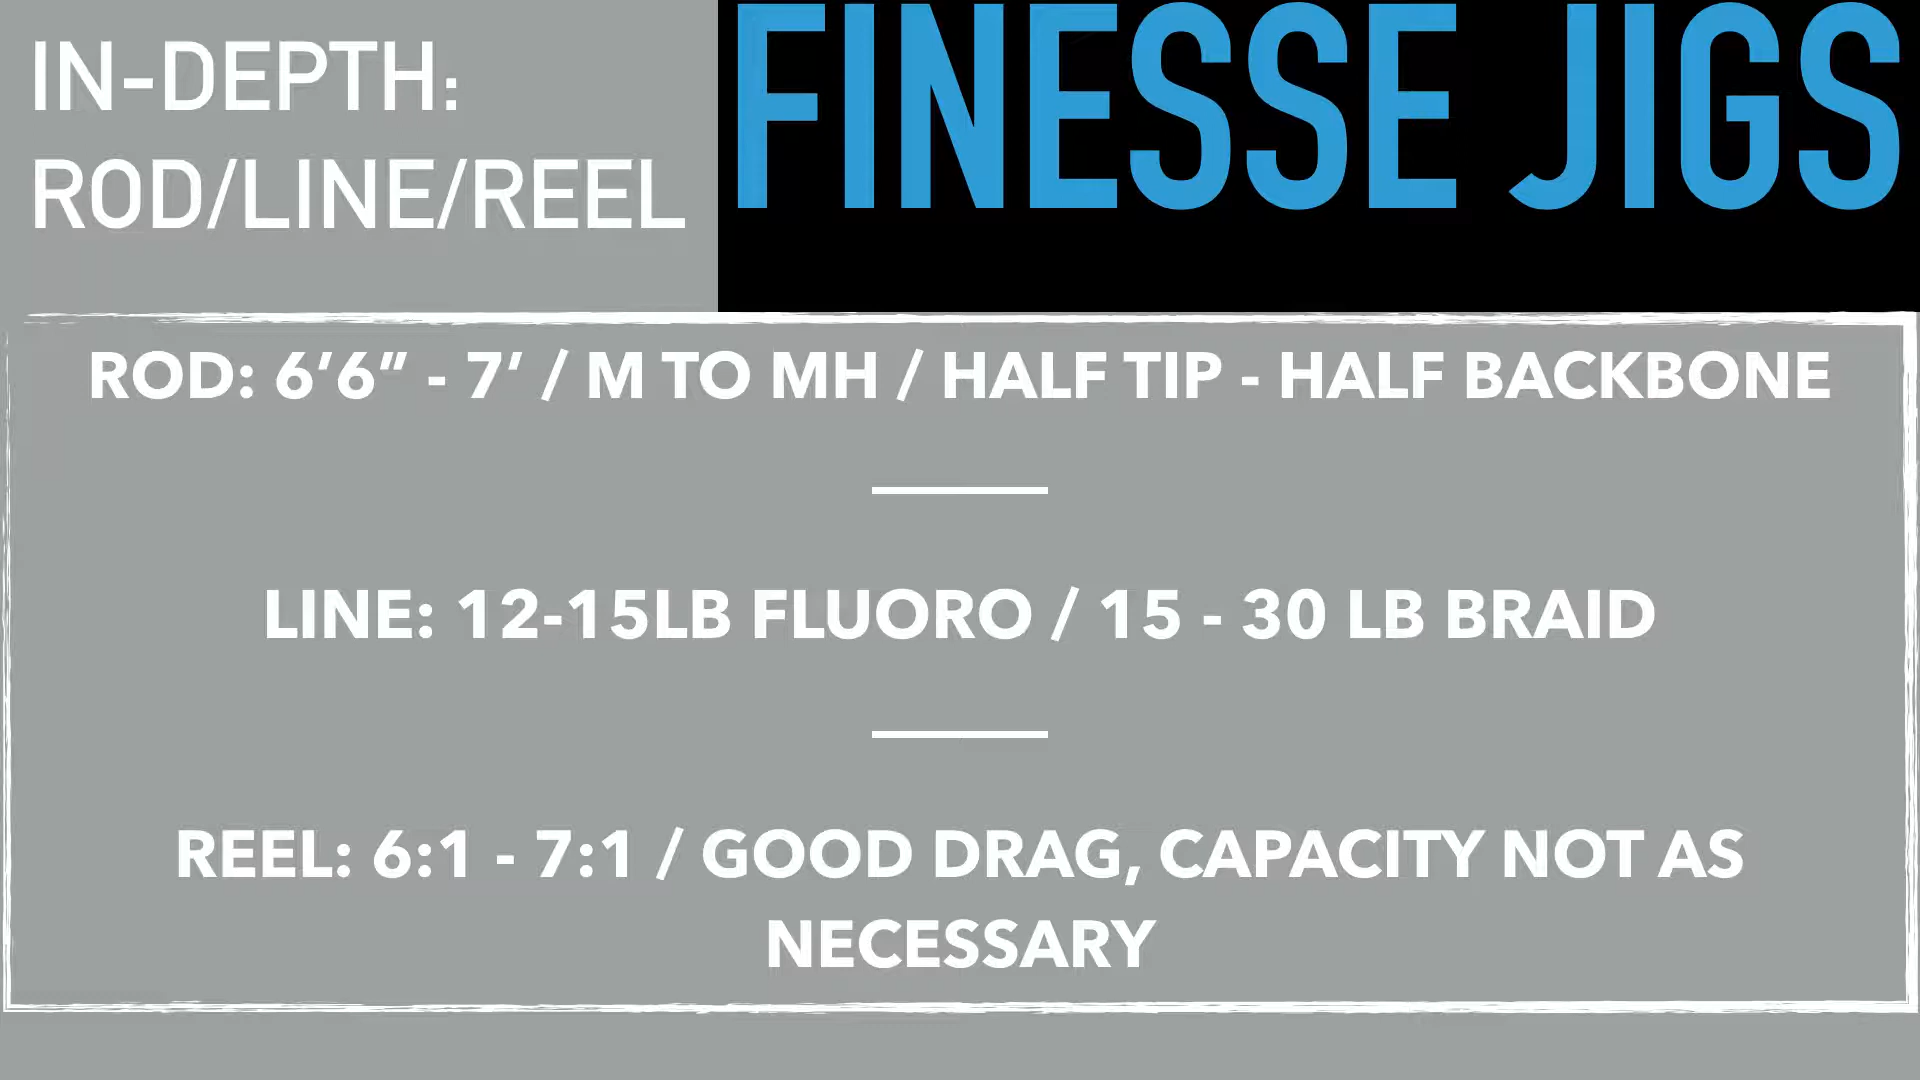 IN-DEPTH:
ROD/LINE/REEL
FINESSE JIGS
ROD: 6’6” - 7’ / M TO MH / HALF TIP - HALF BACKBONE
LINE: 12-15LB FLUORO / 15 - 30 LB BRAID
REEL: 6:1 - 7:1 / GOOD DRAG, CAPACITY NOT AS
NECESSARY